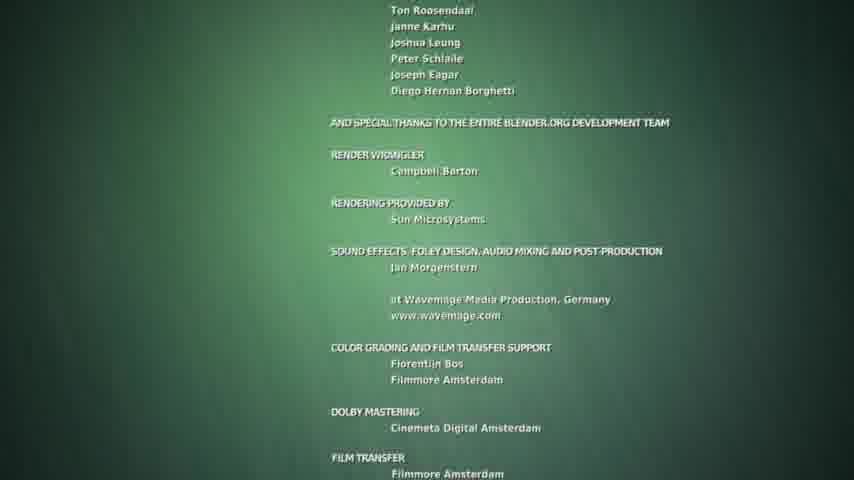 Ton Roosendaal
Janne Karhu
Joshua Leung
Peter Schlaile
Joseph Eagar
Diego Hernan Borghetti
AND SPECIAL THANKS TO THE ENTIRE BLENDER.ORG DEVELOPMENT TEAM
RENDER WRANGLER
Campbell Barton
RENDERING PROVIDED BY
Sun Microsystems
SOUND EFFECTS, FOLEY DESIGN, AUDIO MIXING AND POST-PRODUCTION
Jan Morgenstern
at Wavemage Media Production, Germany
www.wavemage.com
COLOR GRADING AND FILM TRANSFER SUPPORT
Florentijn Bos
Filmmore Amsterdam
DOLBY MASTERING
Cinemeta Digital Amsterdam
FILM TRANSFER
Filmmore Amsterdam